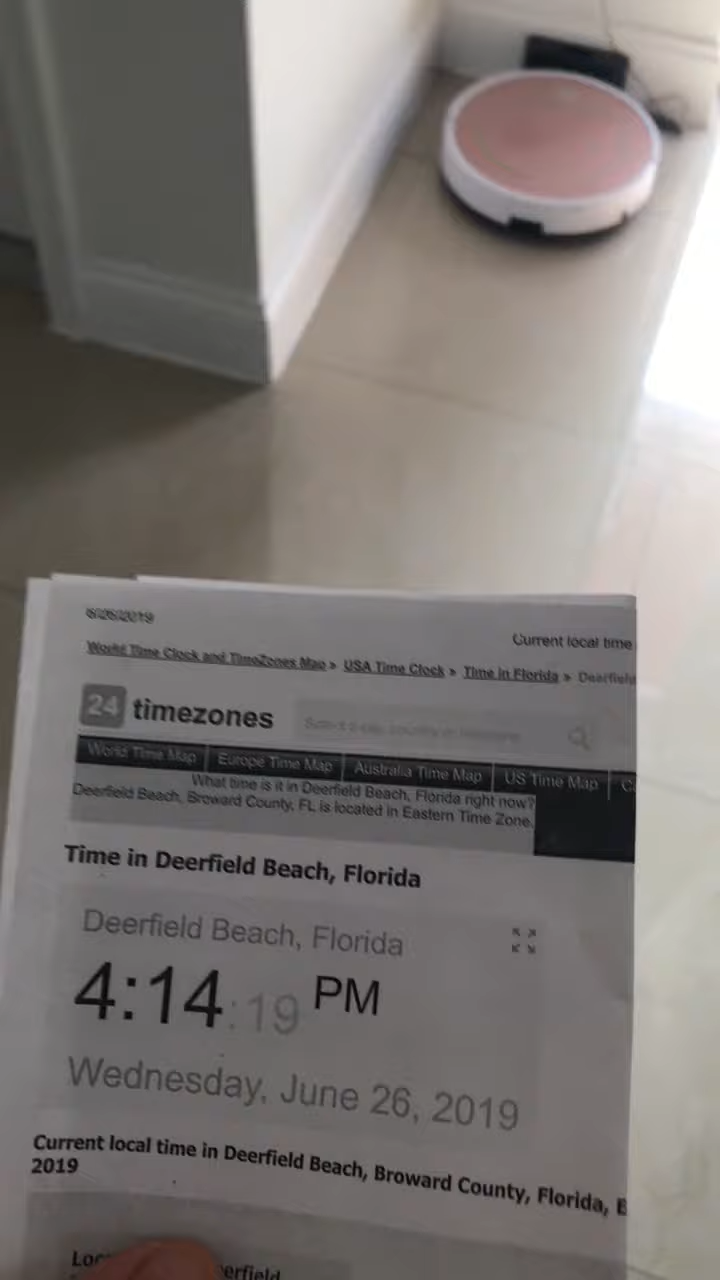 6/26/2019
Current local time
World Time Clock and TimeZones Map » USA Time Clock » Time in Florida » Deerfield
24 timezones
World Time Map Europe Time Map Australia Time Map US Time Map C
What time is it in Deerfield Beach, Florida right now?
Deerfield Beach, Broward County, FL is located in Eastern Time Zone.
Time in Deerfield Beach, Florida
Deerfield Beach, Florida
4:14:19 PM
Wednesday, June 26, 2019
Current local time in Deerfield Beach, Broward County, Florida, E
2019
Loc erfield